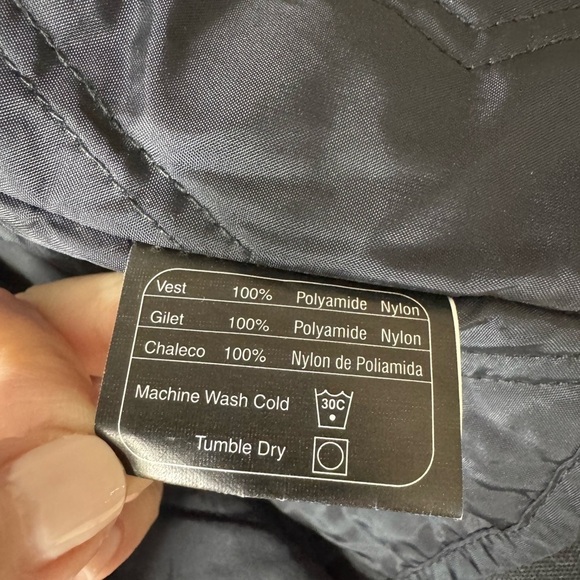 Vest 100% Polyamide Nylon
Gilet 100% Polyamide Nylon
Chaleco 100% Nylon de Poliamida
Machine Wash Cold 30C
Tumble Dry